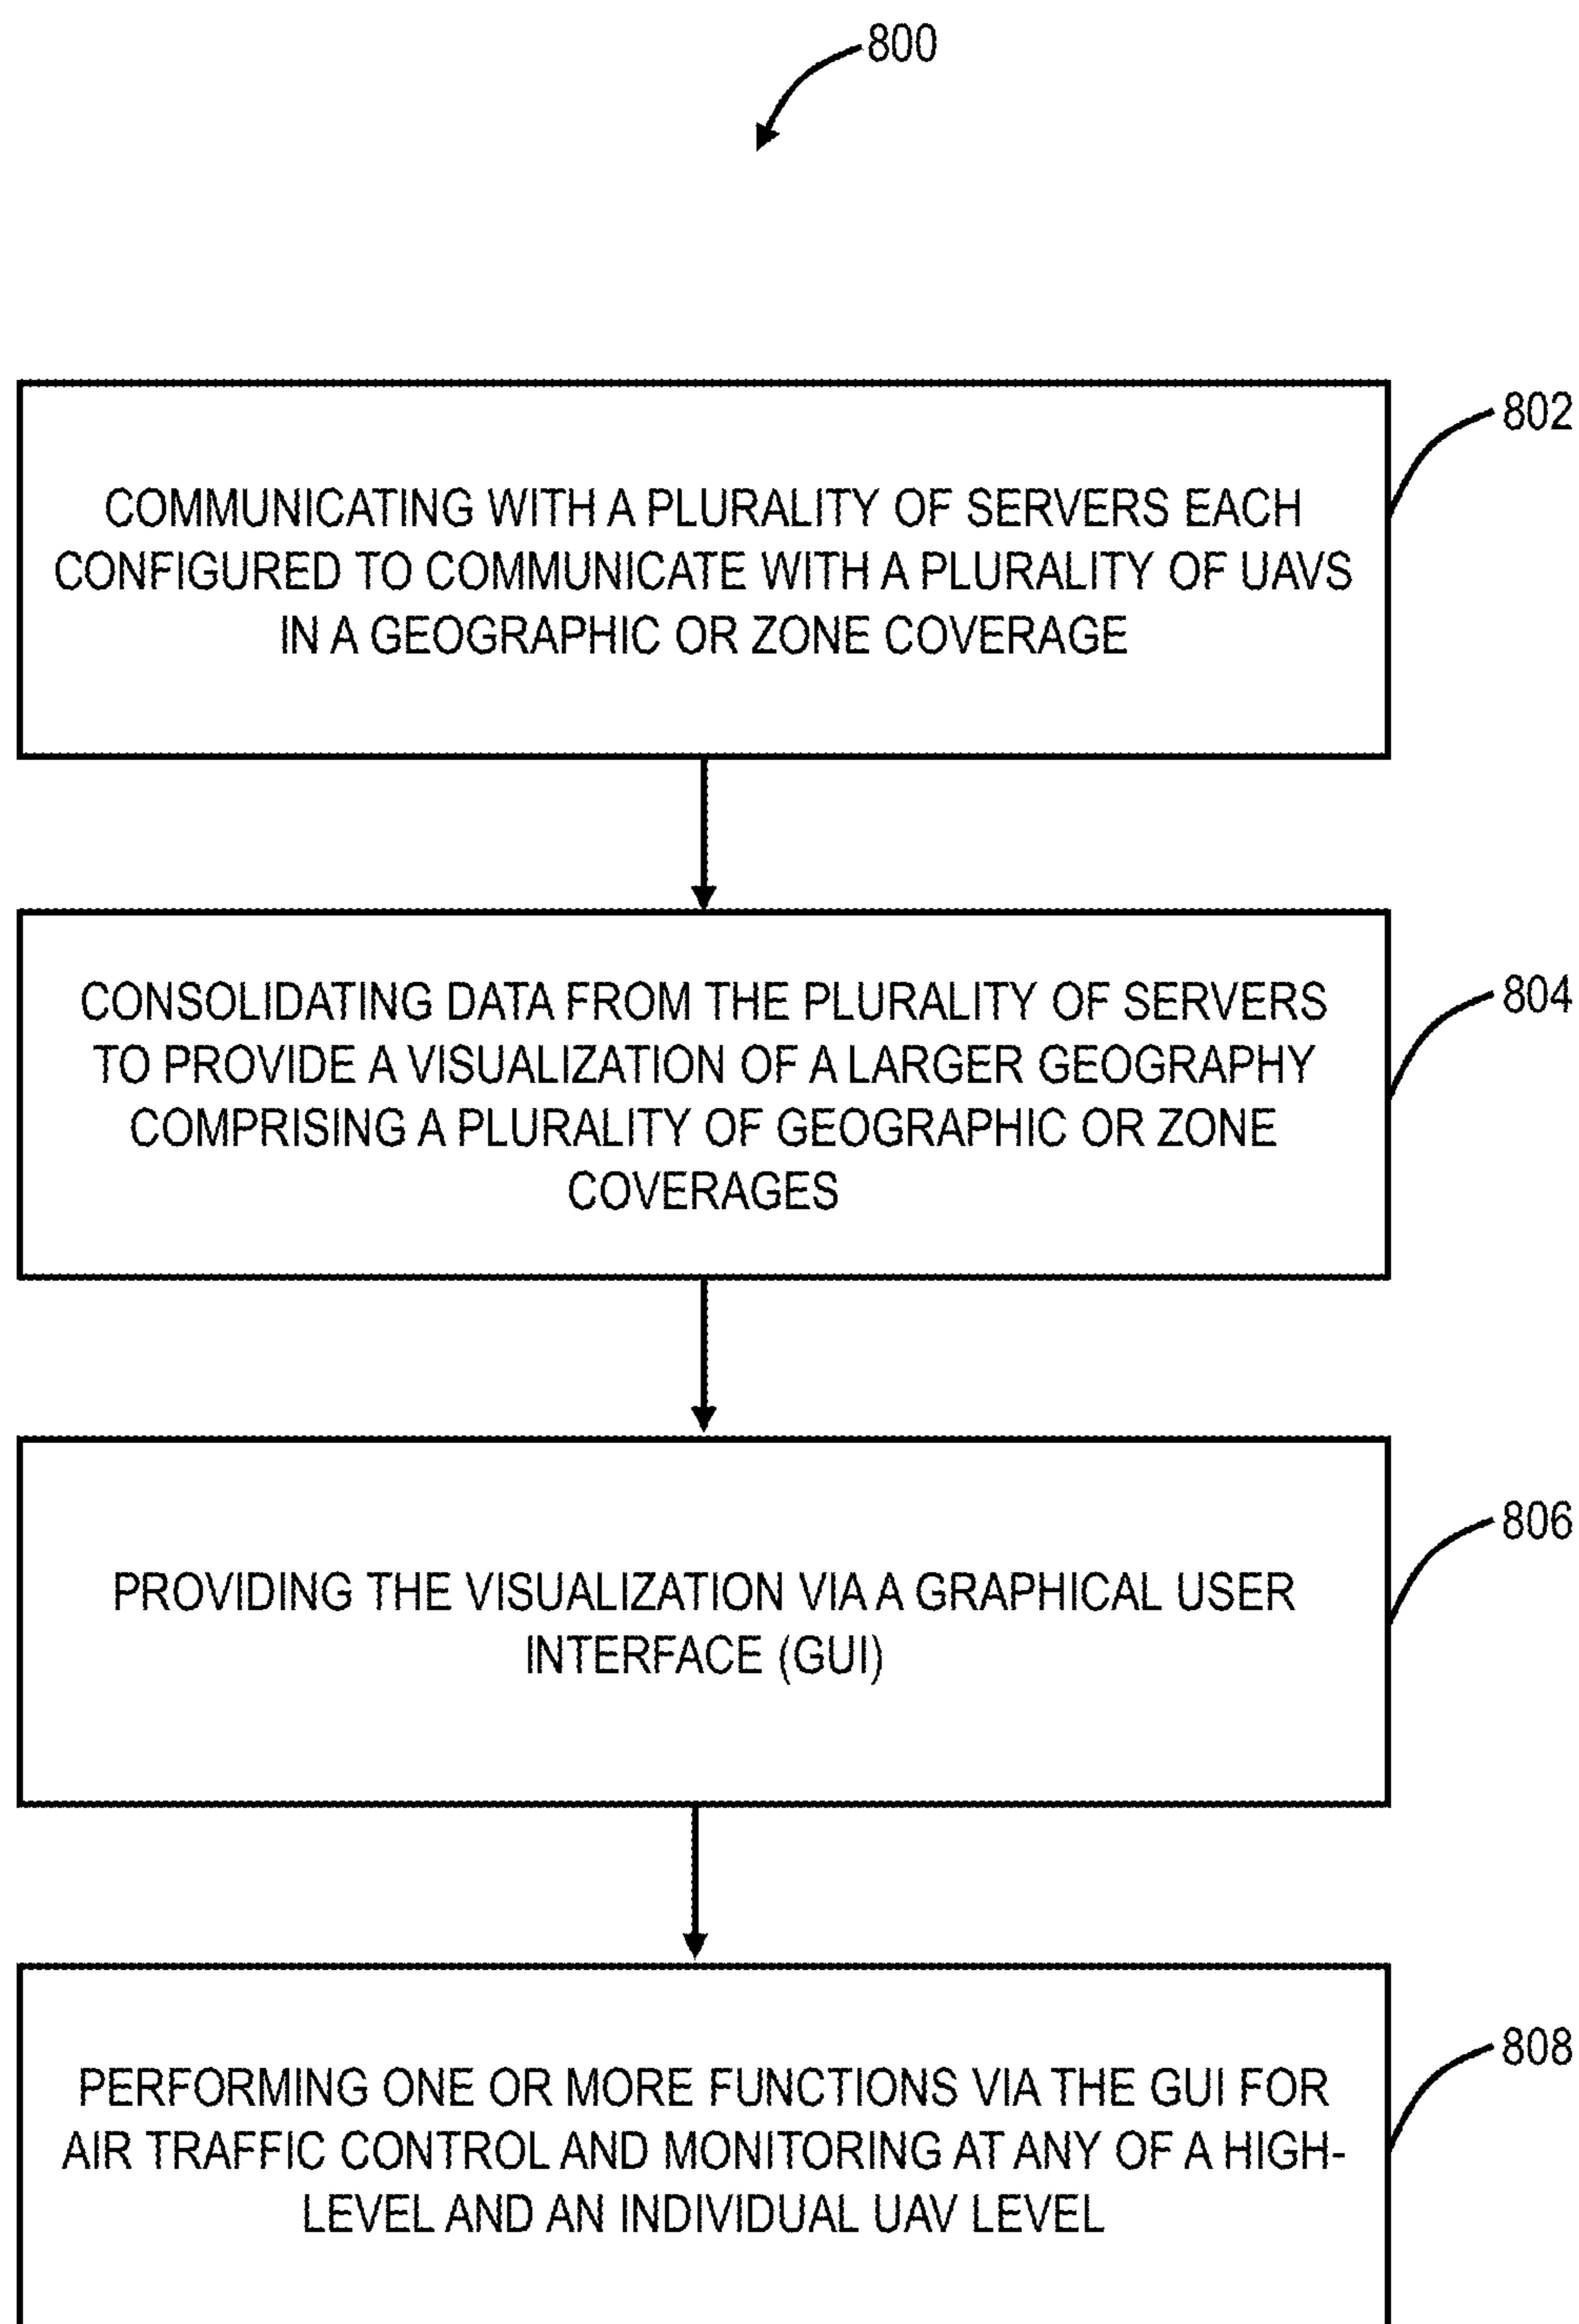 800
802
COMMUNICATING WITH A PLURALITY OF SERVERS EACH
CONFIGURED TO COMMUNICATE WITH A PLURALITY OF UAVS
IN A GEOGRAPHIC OR ZONE COVERAGE
804
CONSOLIDATING DATA FROM THE PLURALITY OF SERVERS
TO PROVIDE A VISUALIZATION OF A LARGER GEOGRAPHY
COMPRISING A PLURALITY OF GEOGRAPHIC OR ZONE
COVERAGES
806
PROVIDING THE VISUALIZATION VIA A GRAPHICAL USER
INTERFACE (GUI)
808
PERFORMING ONE OR MORE FUNCTIONS VIA THE GUI FOR
AIR TRAFFIC CONTROL AND MONITORING AT ANY OF A HIGH-
LEVEL AND AN INDIVIDUAL UAV LEVEL